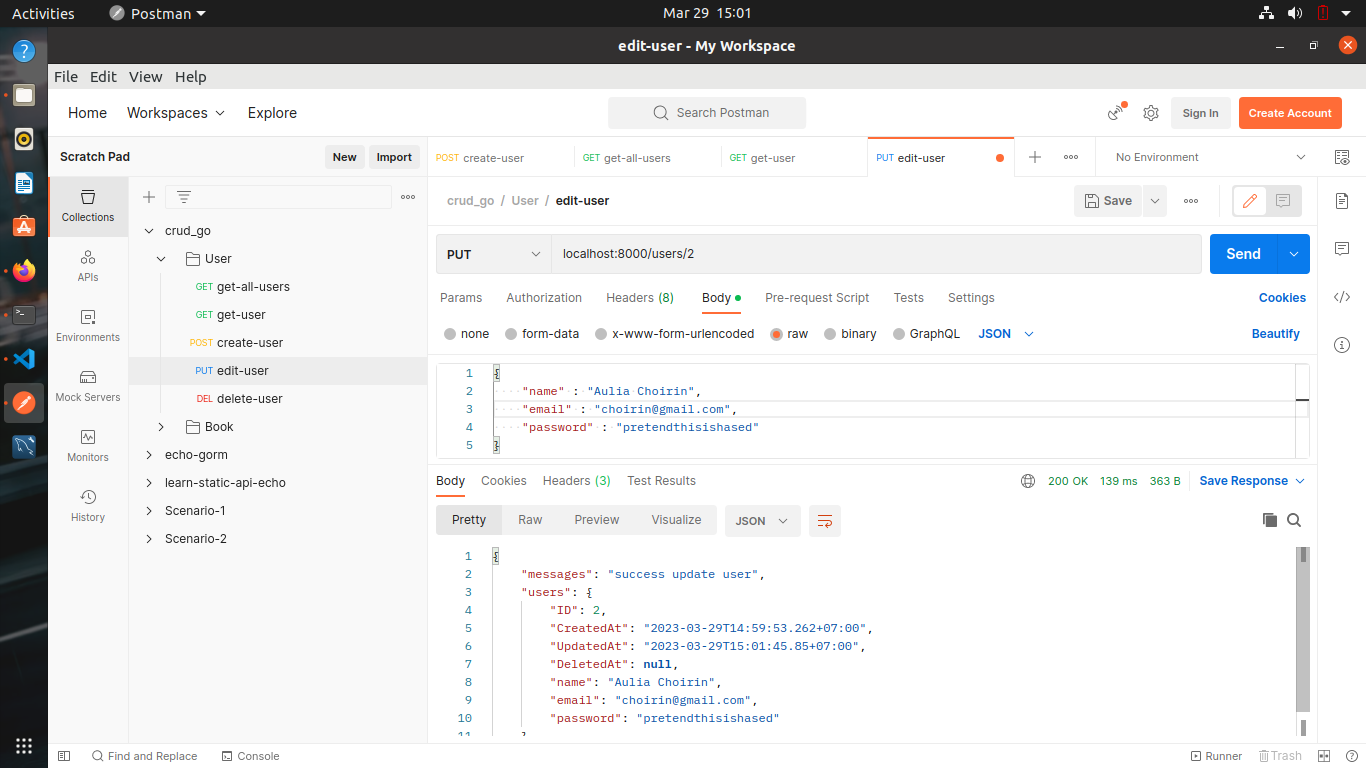 Activities Postman Mar 29 15:01
edit-user - My Workspace
File Edit View Help
Home Workspaces Explore Search Postman Sign In Create Account
Scratch Pad New Import POST create-user GET get-all-users GET get-user PUT edit-user No Environment
Collections
APIs
Environments
Mock Servers
Monitors
History
crud_go
User
GET get-all-users
GET get-user
POST create-user
PUT edit-user
DEL delete-user
Book
echo-gorm
learn-static-api-echo
Scenario-1
Scenario-2
crud_go / User / edit-user Save
PUT localhost:8000/users/2 Send
Params Authorization Headers (8) Body Pre-request Script Tests Settings Cookies
none form-data x-www-form-urlencoded raw binary GraphQL JSON Beautify
1 {
2 "name" : "Aulia Choirin",
3 "email" : "choirin@gmail.com",
4 "password" : "pretendthisishased"
5 }
Body Cookies Headers (3) Test Results 200 OK 139 ms 363 B Save Response
Pretty Raw Preview Visualize JSON
1 {
2 "messages": "success update user",
3 "users": {
4 "ID": 2,
5 "CreatedAt": "2023-03-29T14:59:53.262+07:00",
6 "UpdatedAt": "2023-03-29T15:01:45.85+07:00",
7 "DeletedAt": null,
8 "name": "Aulia Choirin",
9 "email": "choirin@gmail.com",
10 "password": "pretendthisishased"
11 }
Find and Replace Console Runner Trash